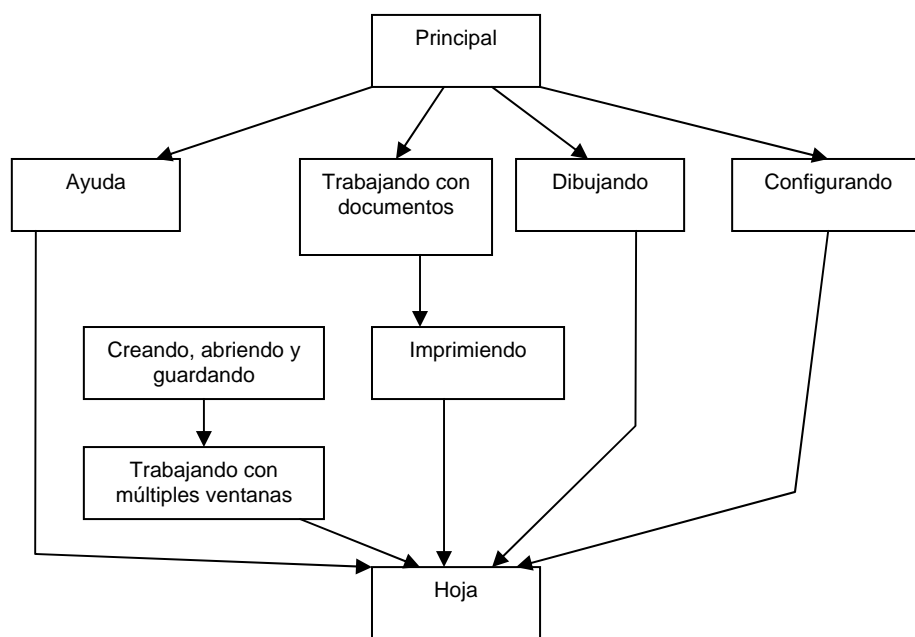 Principal
Ayuda
Trabajando con
documentos
Dibujando
Configurando
Creando, abriendo y
guardando
Imprimiendo
Trabajando con
múltiples ventanas
Hoja